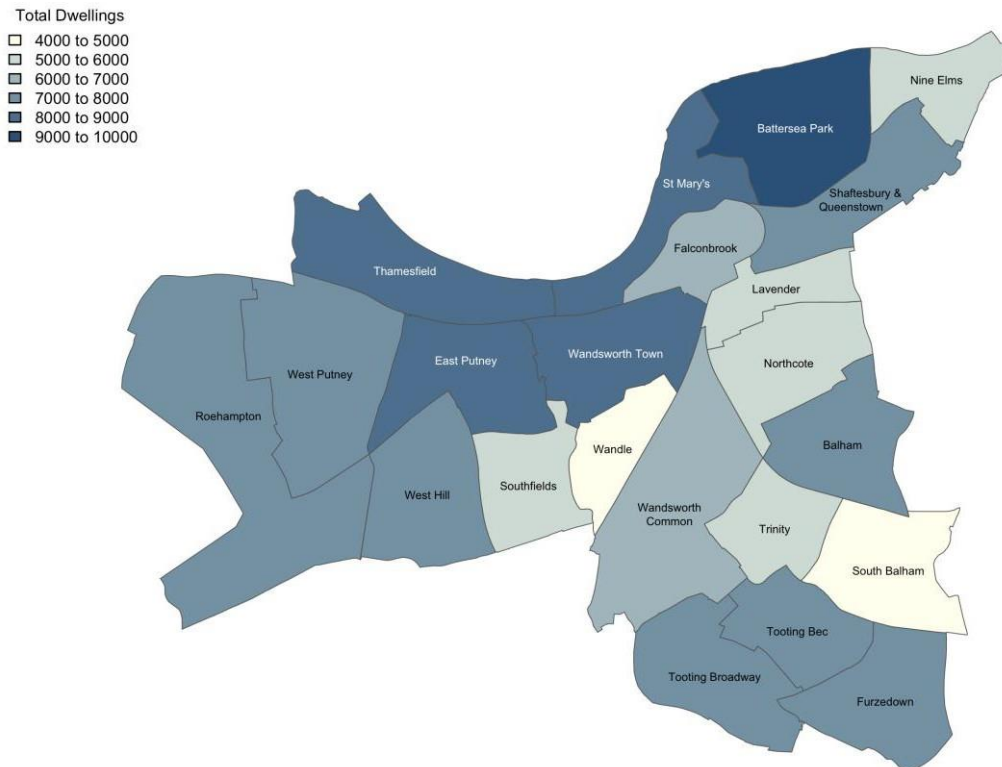 Total Dwellings
4000 to 5000
5000 to 6000
6000 to 7000
7000 to 8000
8000 to 9000
9000 to 10000
Nine Elms
Battersea Park
St Mary's
Shaftesbury &
Queenstown
Falconbrook
Thamesfield
Lavender
East Putney
Wandsworth Town
Northcote
West Putney
Roehampton
Balham
Wandle
Southfields
West Hill
Wandsworth
Common
Trinity
South Balham
Tooting Bec
Tooting Broadway
Furzedown